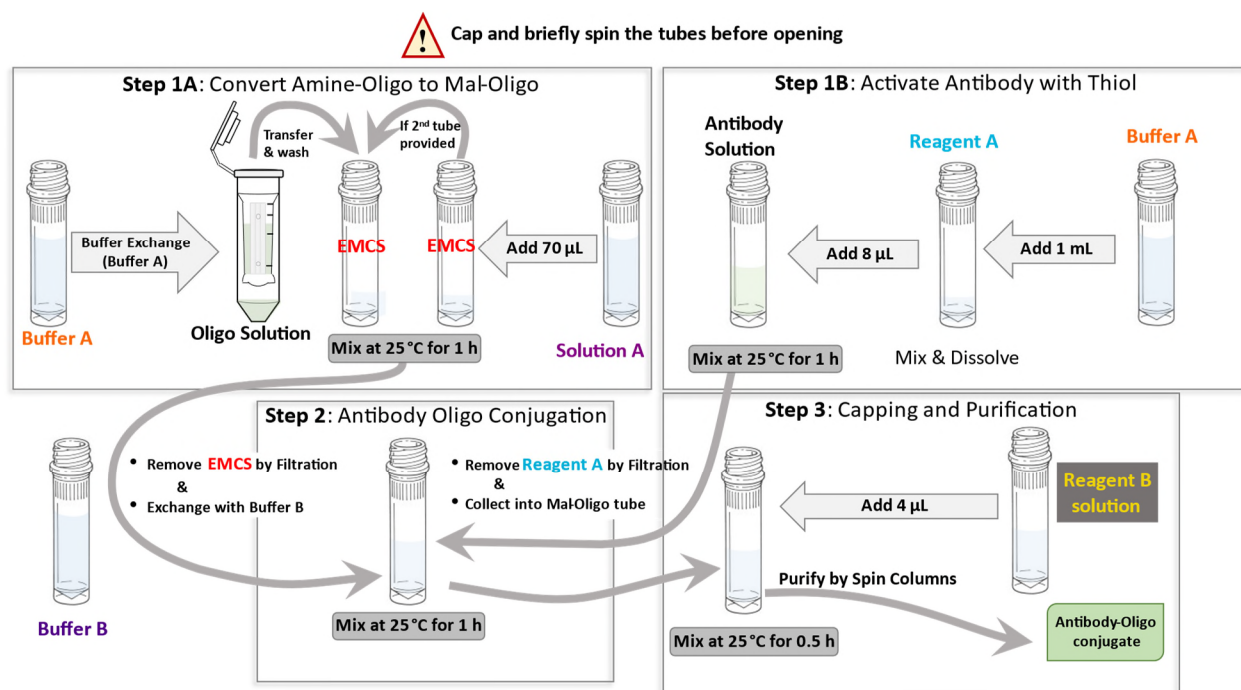 !
Cap and briefly spin the tubes before opening
Step 1A: Convert Amine-Oligo to Mal-Oligo
Transfer
& wash
If 2nd tube
provided
Buffer Exchange
(Buffer A)
EMCS
EMCS
Add 70 µL
Buffer A
Oligo Solution
Mix at 25 °C for 1 h
Solution A
Step 1B: Activate Antibody with Thiol
Antibody
Solution
Reagent A
Buffer A
Add 8 µL
Add 1 mL
Mix at 25 °C for 1 h
Mix & Dissolve
Step 2: Antibody Oligo Conjugation
• Remove EMCS by Filtration
&
• Exchange with Buffer B
• Remove Reagent A by Filtration
&
• Collect into Mal-Oligo tube
Buffer B
Mix at 25 °C for 1 h
Step 3: Capping and Purification
Add 4 µL
Reagent B
solution
Purify by Spin Columns
Mix at 25 °C for 0.5 h
Antibody-Oligo
conjugate